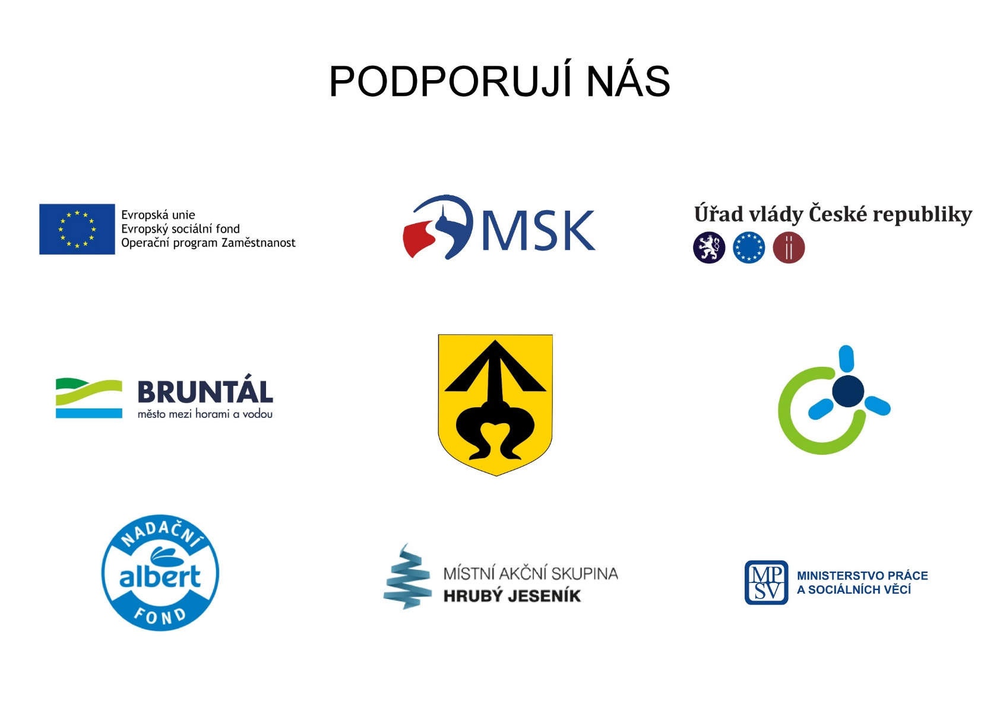 PODPORUJÍ NÁS
Evropská unie
Evropský sociální fond
Operační program Zaměstnanost
MSK
Úřad vlády České republiky
BRUNTÁL
město mezi horami a vodou
NADAČNÍ
albert
FOND
MÍSTNÍ AKČNÍ SKUPINA
HRUBÝ JESENÍK
MP
SV
MINISTERSTVO PRÁCE
A SOCIÁLNÍCH VĚCÍ